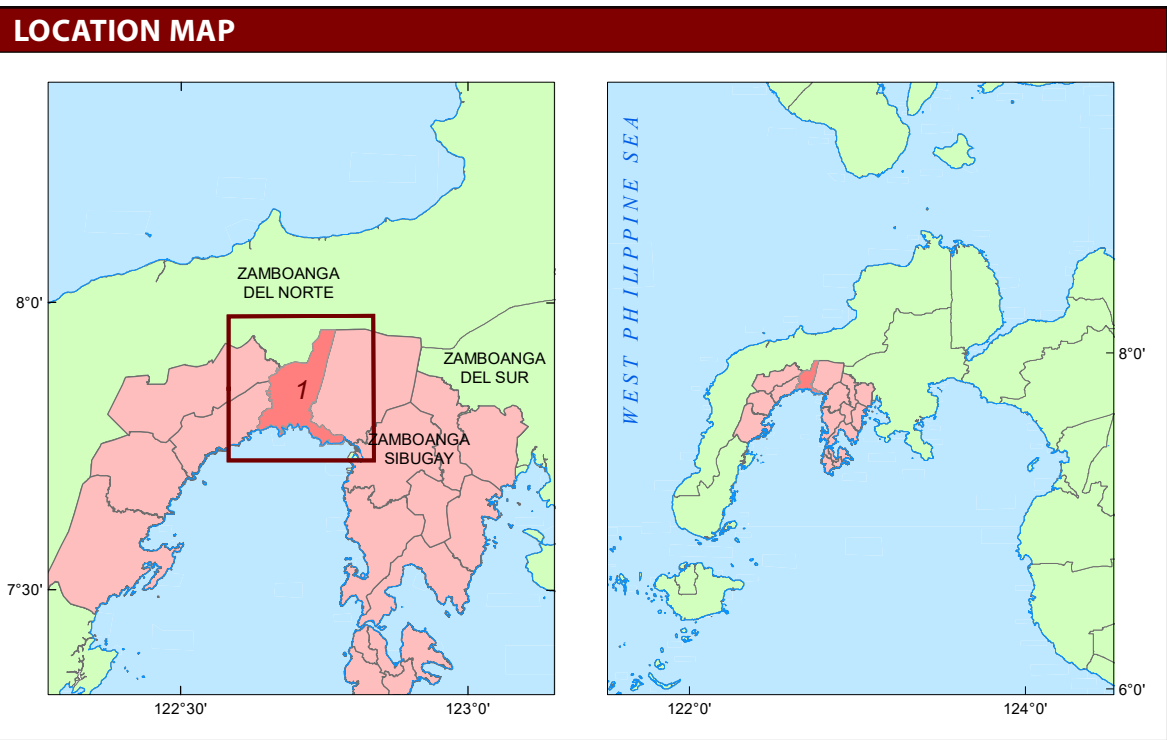 LOCATION MAP
ZAMBOANGA
DEL NORTE
8°0'
ZAMBOANGA
DEL SUR
1
ZAMBOANGA
SIBUGAY
7°30'
122°30'
123°0'
WEST PHILIPPINE SEA
8°0'
6°0'
122°0'
124°0'